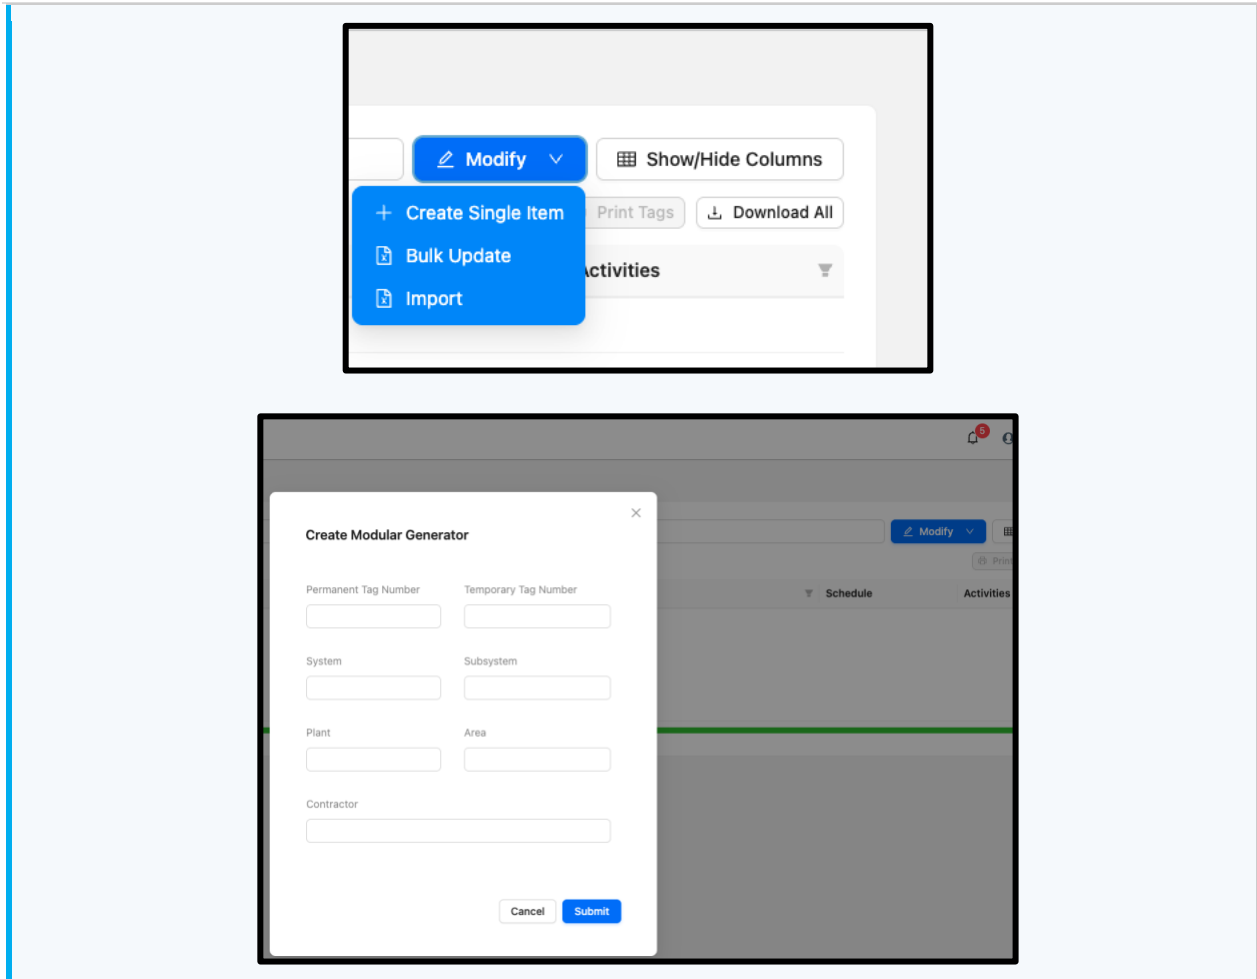 Modify
Show/Hide Columns
Create Single Item
Print Tags
Download All
Bulk Update
Activities
Import
5
Create Modular Generator
Modify
Print
Permanent Tag Number
Temporary Tag Number
Schedule
Activities
System
Subsystem
Plant
Area
Contractor
Cancel
Submit